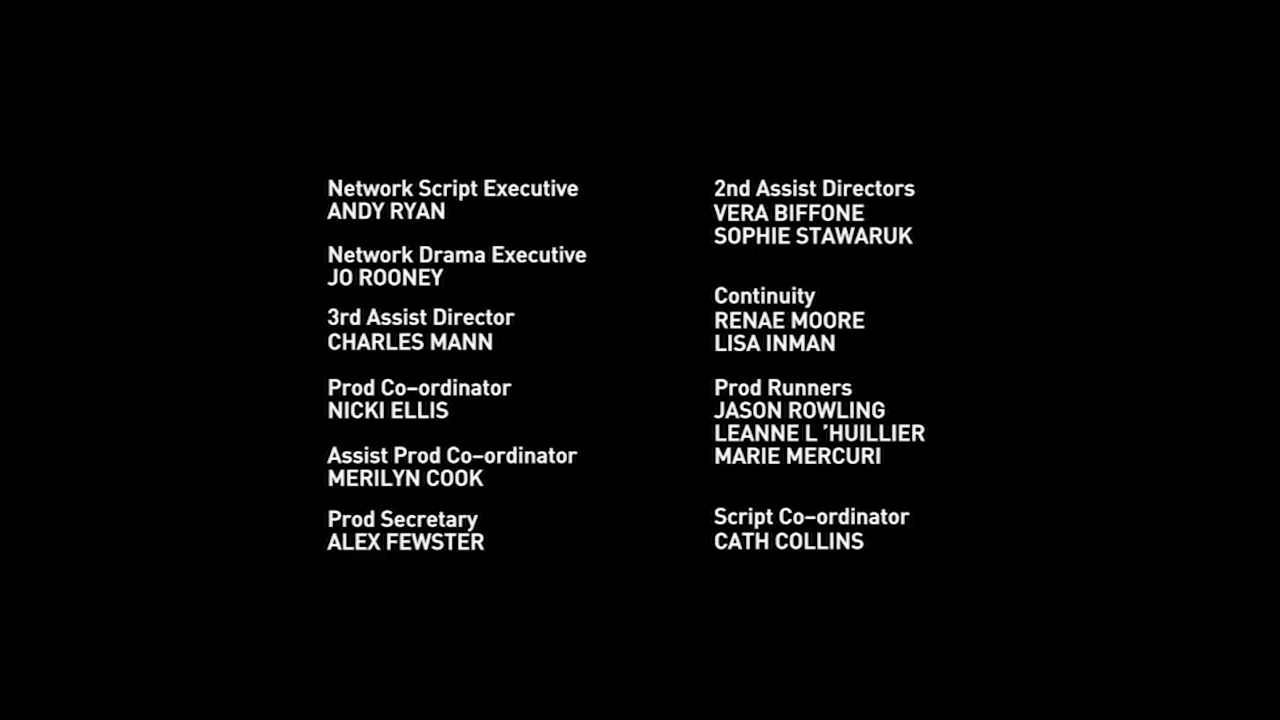 Network Script Executive
ANDY RYAN
Network Drama Executive
JO ROONEY
3rd Assist Director
CHARLES MANN
Prod Co-ordinator
NICKI ELLIS
Assist Prod Co-ordinator
MERILYN COOK
Prod Secretary
ALEX FEWSTER
2nd Assist Directors
VERA BIFFONE
SOPHIE STAWARUK
Continuity
RENAE MOORE
LISA INMAN
Prod Runners
JASON ROWLING
LEANNE L 'HUILLIER
MARIE MERCURI
Script Co-ordinator
CATH COLLINS